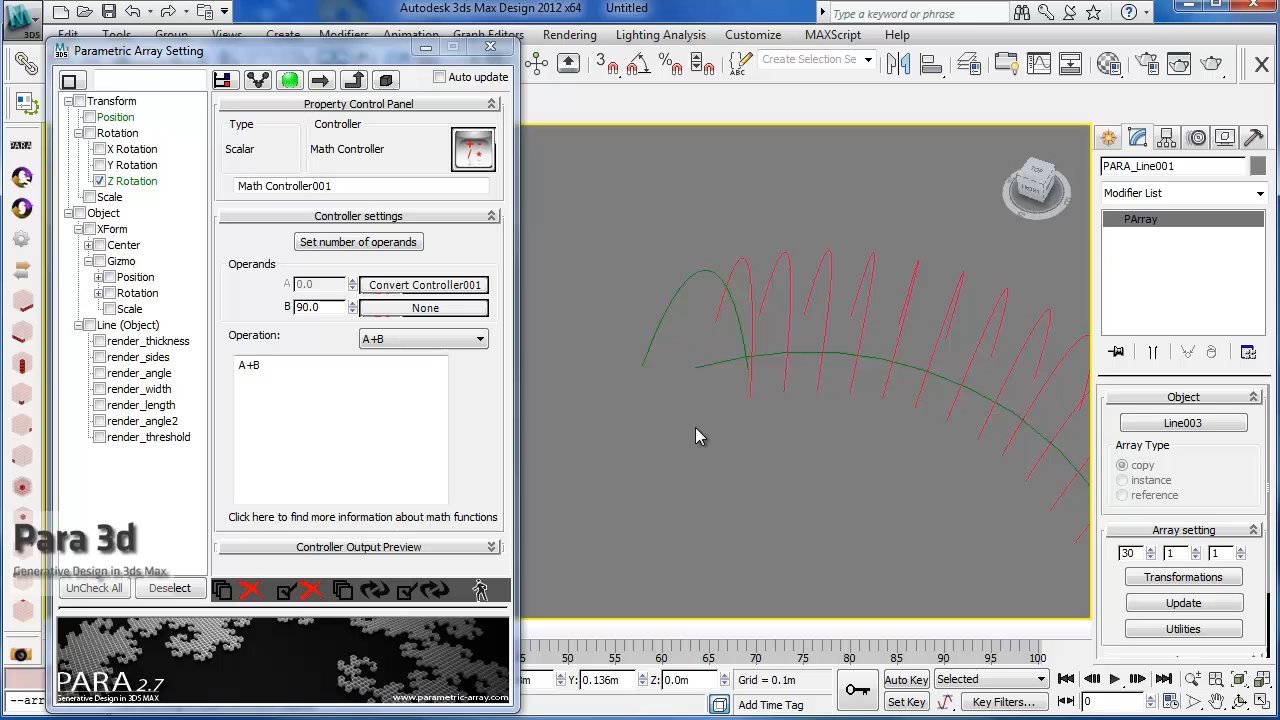 Autodesk 3ds Max Design 2012 x64 Untitled
Type a keyword or phrase
3DS
Edit Tools Group Views Create Modifiers Animation
Rendering Lighting Analysis Customize MAXScript Help
Create Selection Se
Parametric Array Setting
Auto update
Transform
Position
Rotation
X Rotation
Y Rotation
Z Rotation
Scale
Object
XForm
Center
Gizmo
Position
Rotation
Scale
Line (Object)
render_thickness
render_sides
render_angle
render_width
render_length
render_angle2
render_threshold
UnCheck All
Deselect
Property Control Panel
Type Controller
Scalar Math Controller
Math Controller001
Controller settings
Set number of operands
Operands
A 0.0 Convert Controller001
B 90.0 None
Operation: A+B
A+B
Click here to find more information about math functions
Controller Output Preview
PARA 2.7
Generative Design in 3DS MAX
www.parametric-array.com
PARA
Para 3d
Generative Design in 3ds Max
TOP
FRONT
PARA_Line001
Modifier List
PArray
Object
Line003
Array Type
copy
instance
reference
Array setting
30 1 1
Transformations
Update
Utilities
50 55 60 65 70 75 80 85 90 95 100
Y: 0.136m Z: 0.0m Grid = 0.1m
Add Time Tag
Auto Key Selected
Set Key Key Filters...
0